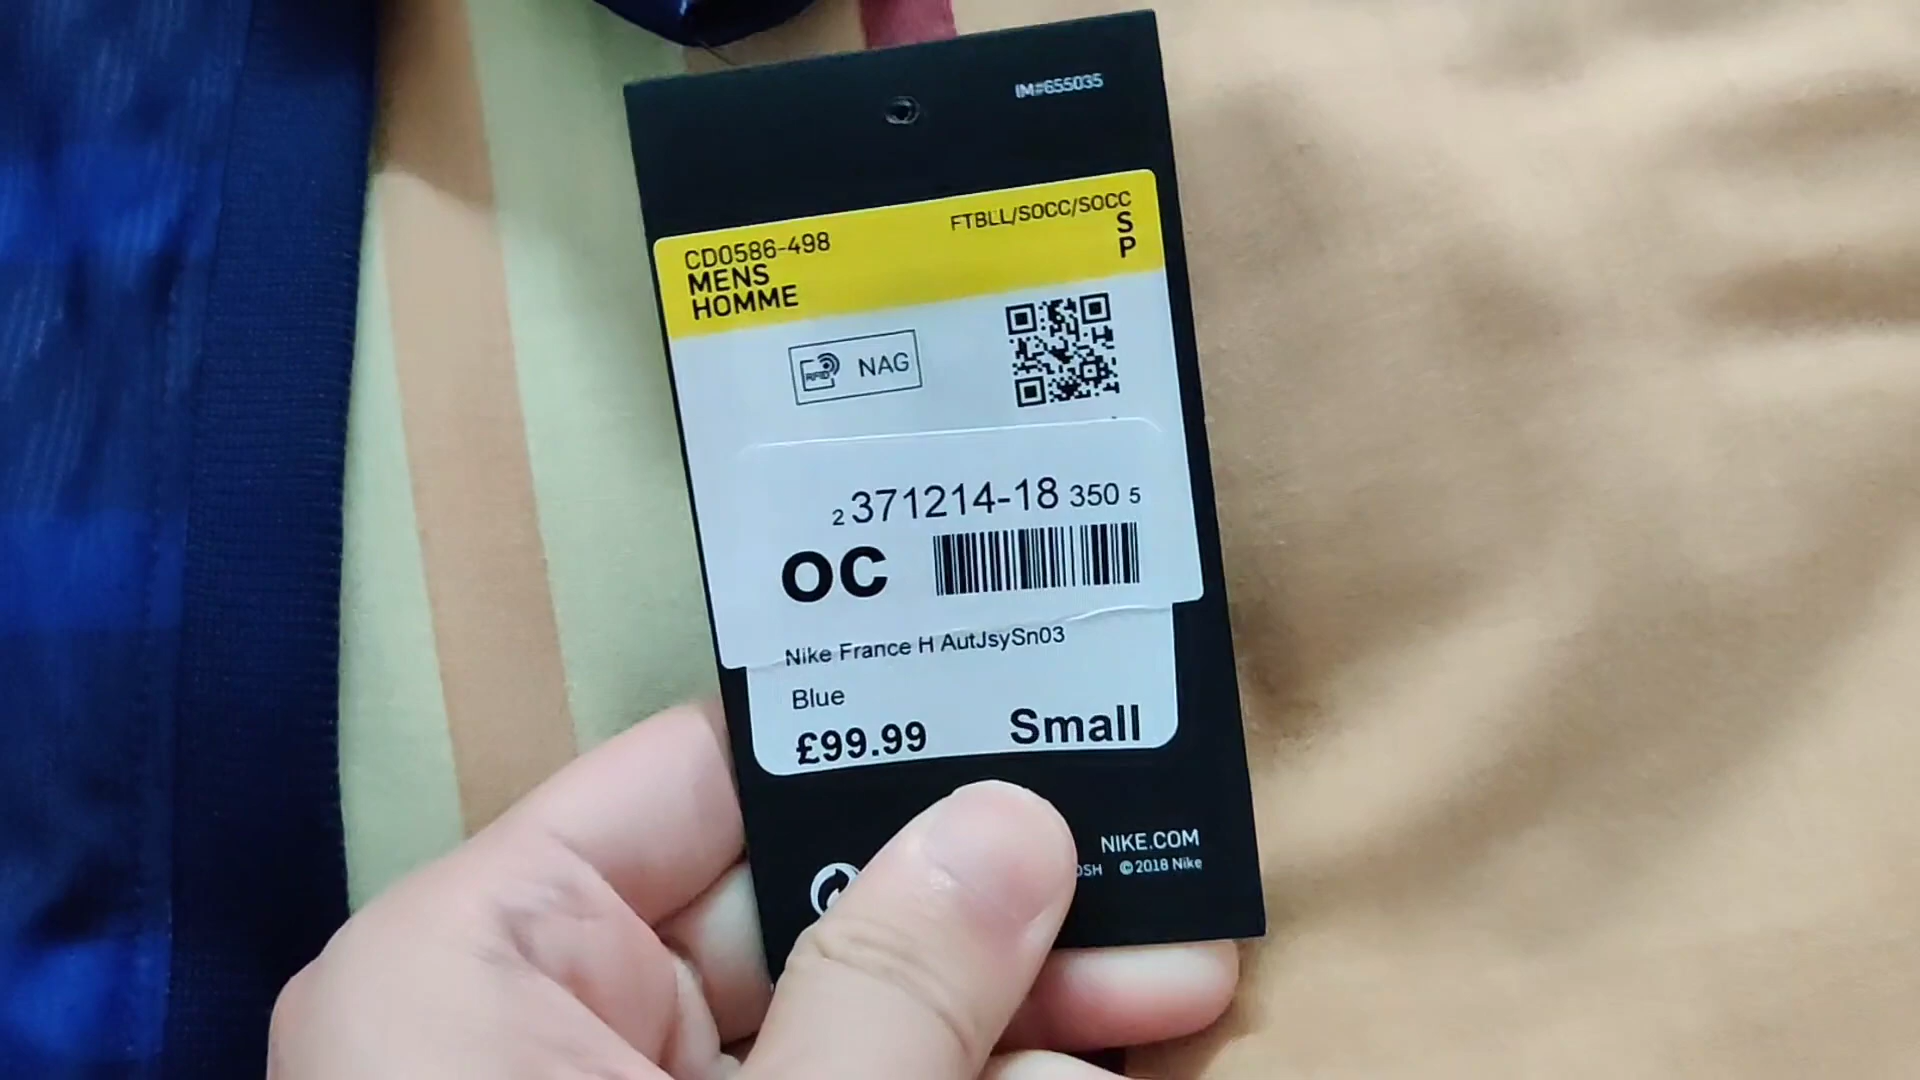 IM#655035
CD0586-498
FTBLL/SOCC/SOCC
MENS
S
HOMME
P
RFID NAG
2 371214-18 350 5
OC
Nike France H AutJsySn03
Blue
£99.99 Small
NIKE.COM
©2018 Nike